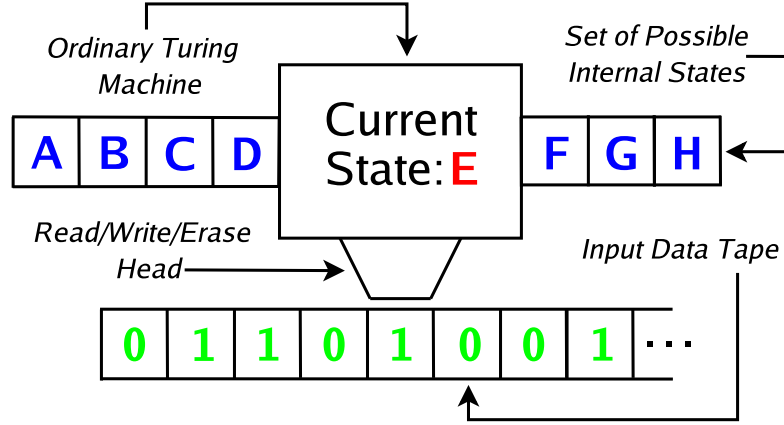 Ordinary Turing
Machine
Set of Possible
Internal States
A B C D
Current
State: E
F G H
Read/Write/Erase
Head
Input Data Tape
0 1 1 0 1 0 0 1 ...